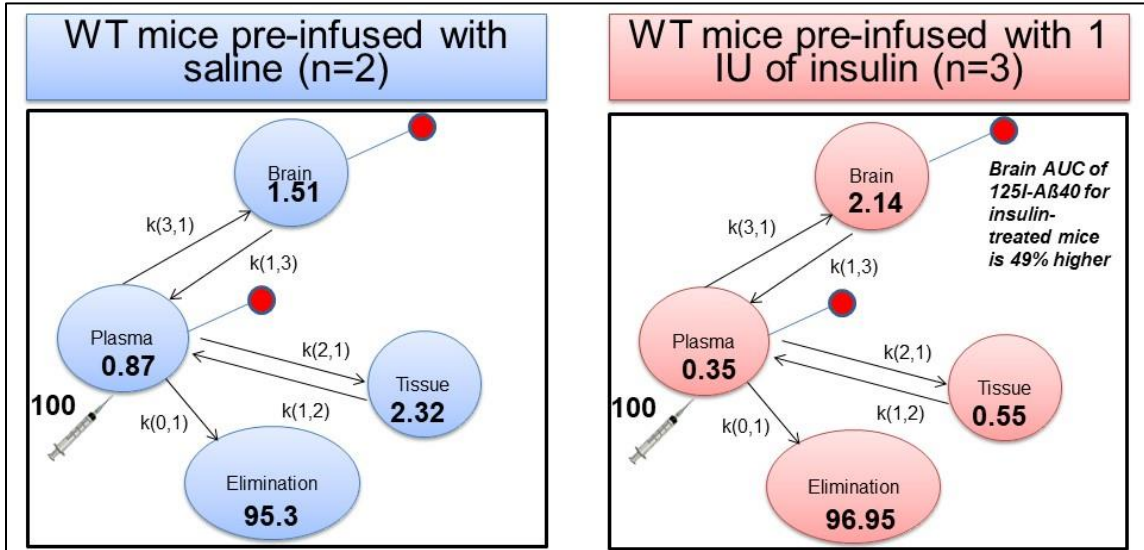 WT mice pre-infused with
saline (n=2)
Brain
1.51
k(3,1)
k(1,3)
Plasma
0.87
k(2,1)
k(1,2)
Tissue
2.32
100
k(0,1)
Elimination
95.3
WT mice pre-infused with 1
IU of insulin (n=3)
Brain
2.14
Brain AUC of
125I-Aß40 for
insulin-
treated mice
is 49% higher
k(3,1)
k(1,3)
Plasma
0.35
k(2,1)
k(1,2)
Tissue
0.55
100
k(0,1)
Elimination
96.95